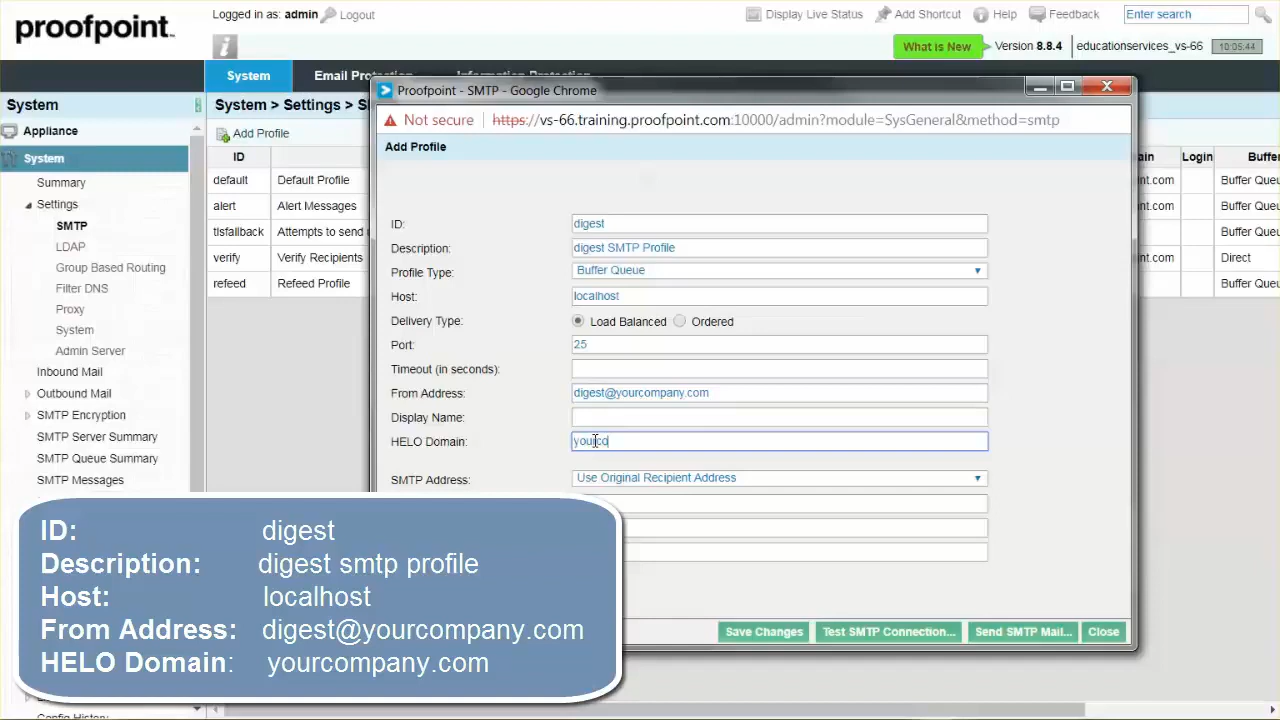 proofpoint
Logged in as: admin Logout
Display Live Status Add Shortcut Help Feedback Enter search
What is New Version 8.8.4 educationservices_vs-66 10:05:44
System Email Protection Information Protection
System
Appliance
System
Summary
Settings
SMTP
LDAP
Group Based Routing
Filter DNS
Proxy
System
Admin Server
Inbound Mail
Outbound Mail
SMTP Encryption
SMTP Server Summary
SMTP Queue Summary
SMTP Messages
Config History
System > Settings >
Add Profile
ID
default Default Profile
alert Alert Messages
tlsfallback Attempts to send
verify Verify Recipients
refeed Refeed Profile
Login Buffer
Buffer Queu
Buffer Queu
Buffer Queu
Direct
Buffer Queu
Proofpoint - SMTP - Google Chrome
Not secure https://vs-66.training.proofpoint.com:10000/admin?module=SysGeneral&method=smtp
Add Profile
ID: digest
Description: digest SMTP Profile
Profile Type: Buffer Queue
Host: localhost
Delivery Type: Load Balanced Ordered
Port: 25
Timeout (in seconds):
From Address: digest@yourcompany.com
Display Name:
HELO Domain: yourco
SMTP Address: Use Original Recipient Address
Save Changes Test SMTP Connection... Send SMTP Mail... Close
ID: digest
Description: digest smtp profile
Host: localhost
From Address: digest@yourcompany.com
HELO Domain: yourcompany.com